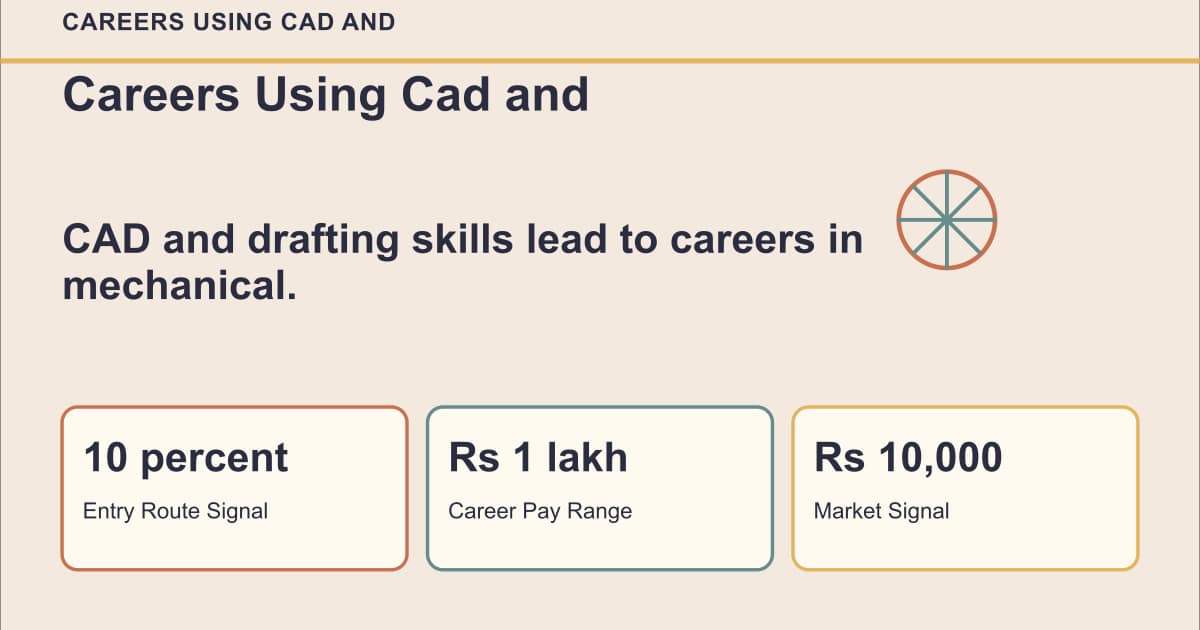 CAREERS USING CAD AND
Careers Using Cad and
CAD and drafting skills lead to careers in
mechanical.
10 percent
Entry Route Signal
Rs 1 lakh
Career Pay Range
Rs 10,000
Market Signal